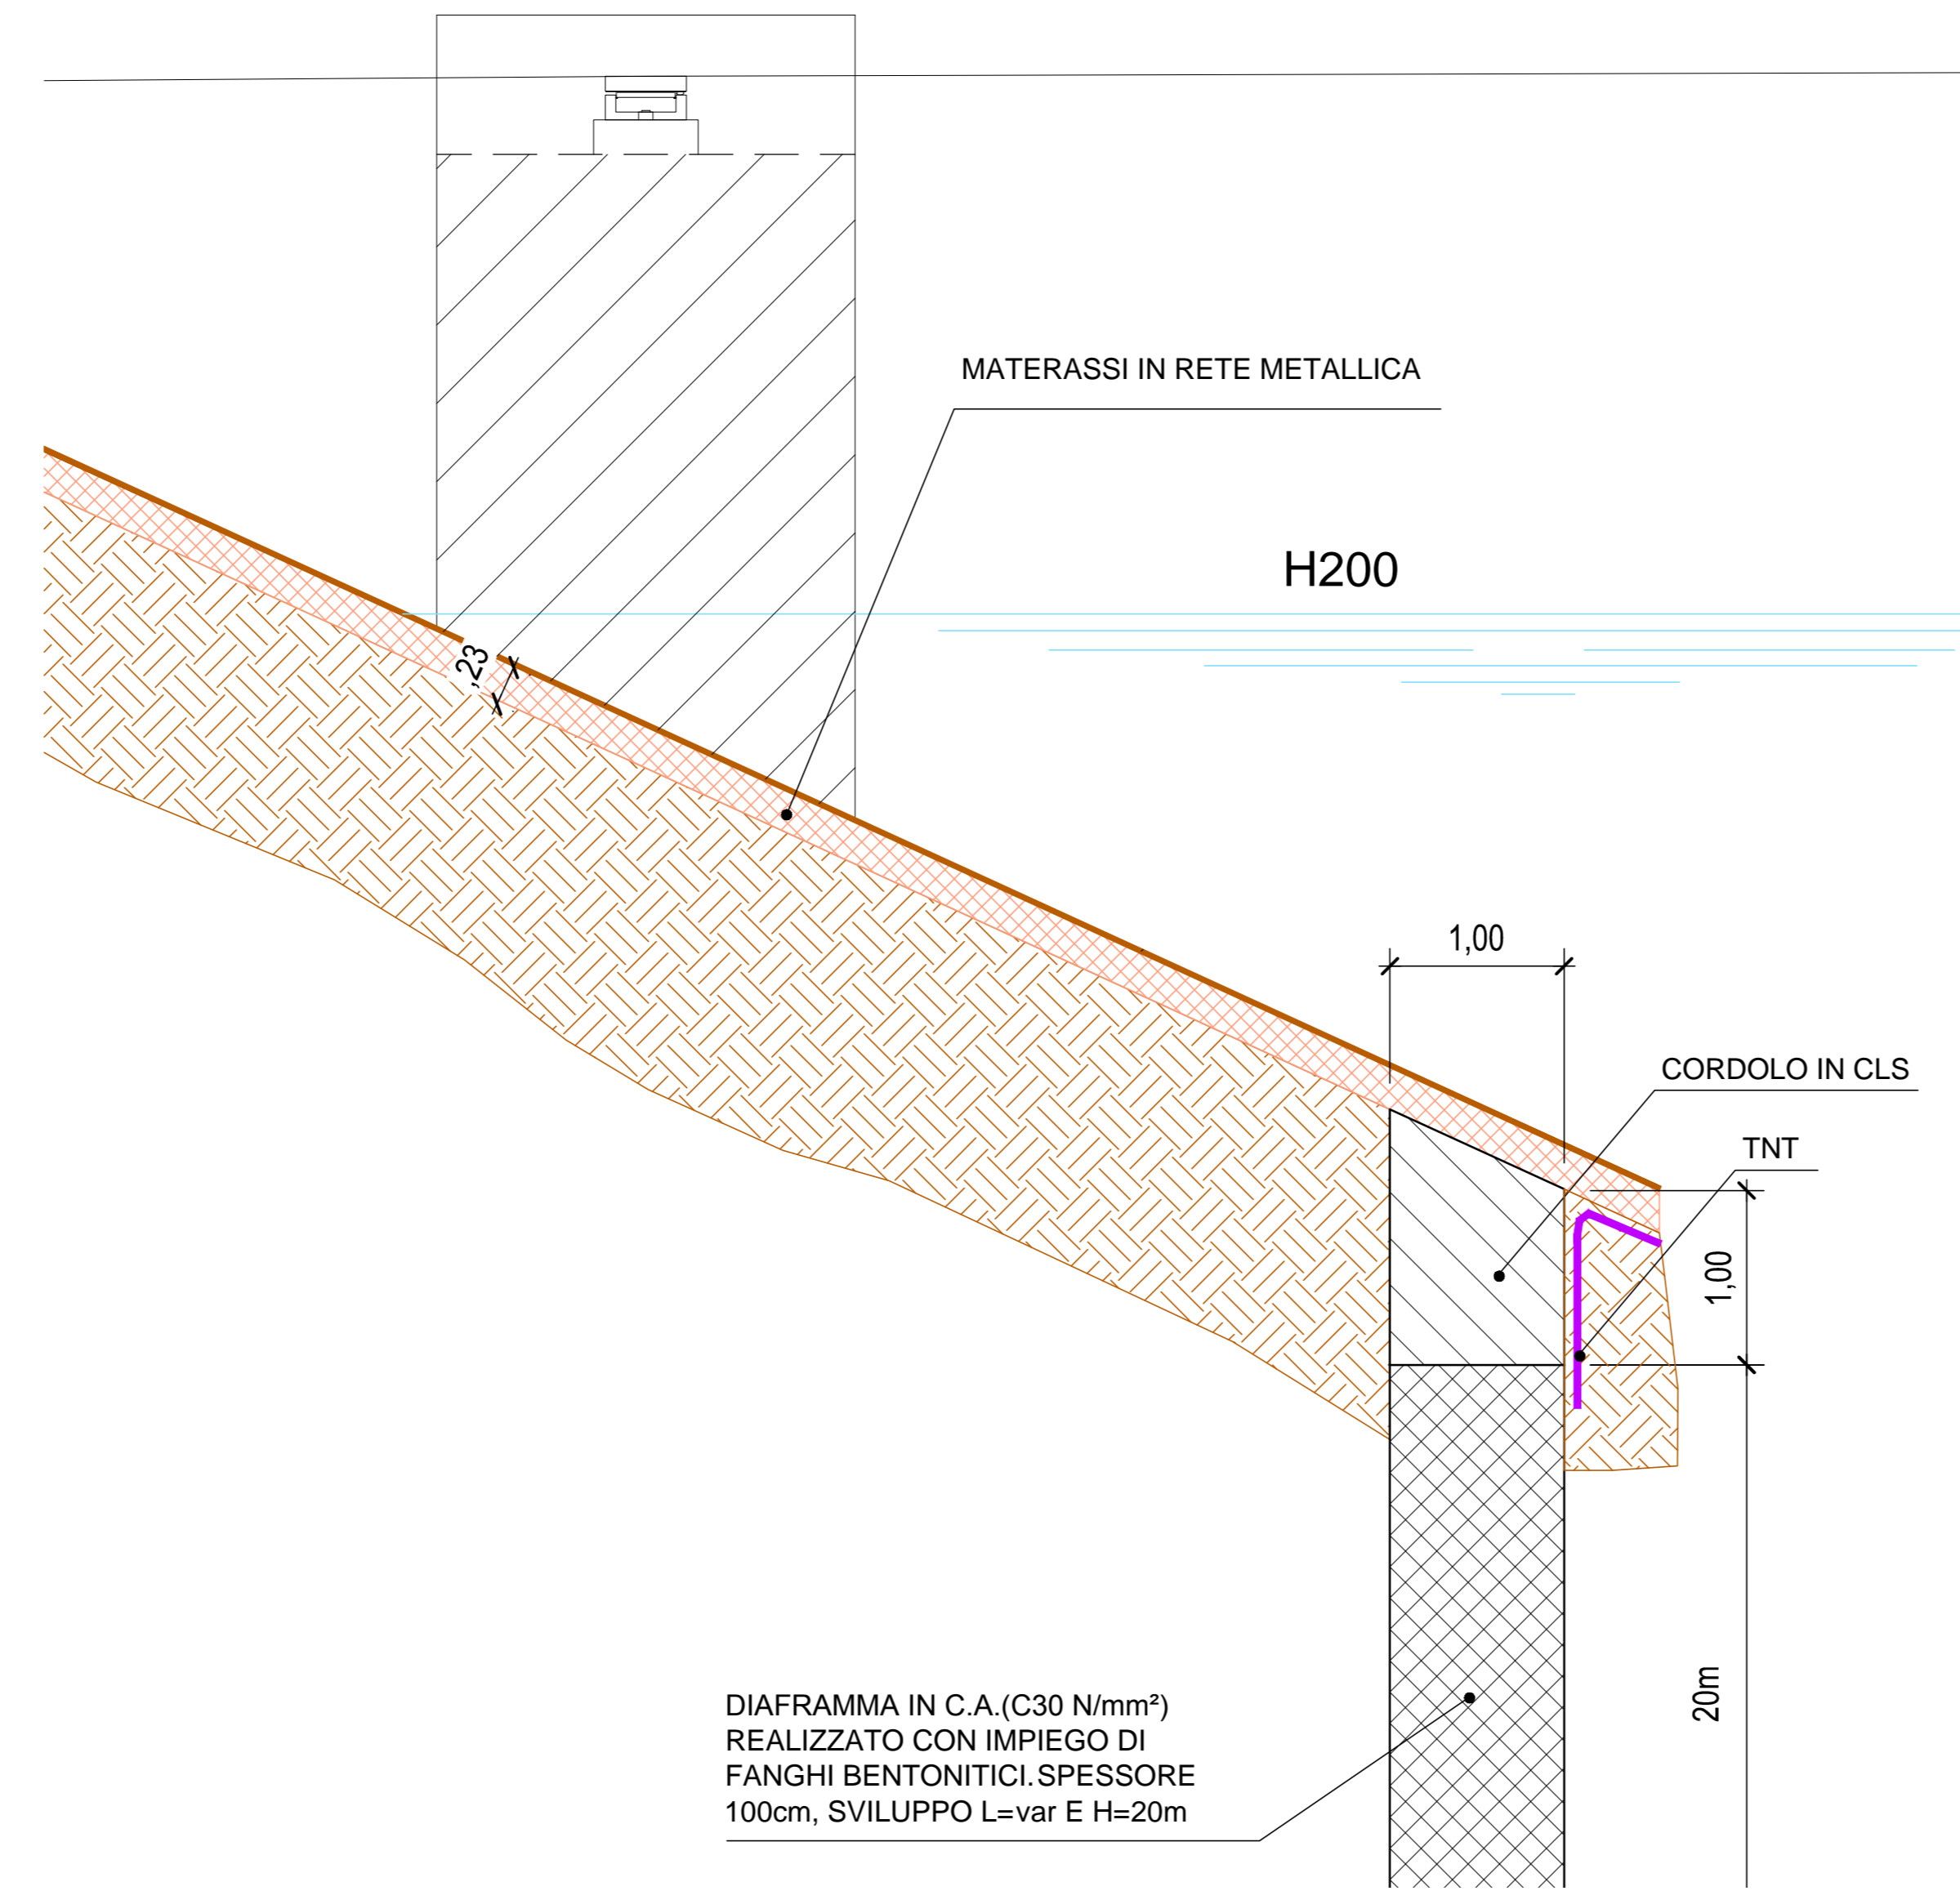 MATERASSI IN RETE METALLICA
H200
,23
1,00
CORDOLO IN CLS
TNT
1,00
20m
DIAFRAMMA IN C.A.(C30 N/mm²)
REALIZZATO CON IMPIEGO DI
FANGHI BENTONITICI.SPESSORE
100cm, SVILUPPO L=var E H=20m